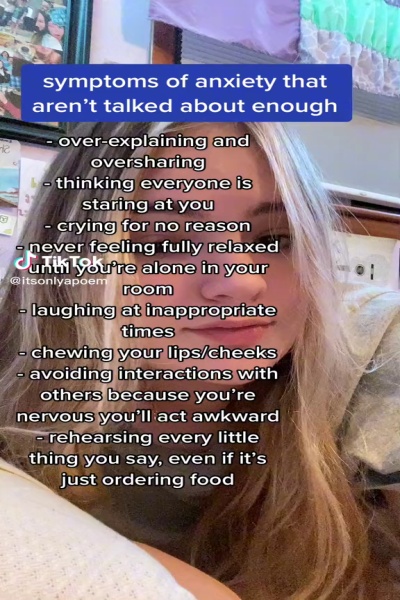 symptoms of anxiety that
aren't talked about enough
- over-explaining and
oversharing
- thinking everyone is
staring at you
- crying for no reason
- never feeling fully relaxed
until you're alone in your
room
TikTok
@itsonlyapoem
- laughing at inappropriate
times
- chewing your lips/cheeks
- avoiding interactions with
others because you're
nervous you'll act awkward
- rehearsing every little
thing you say, even if it's
just ordering food